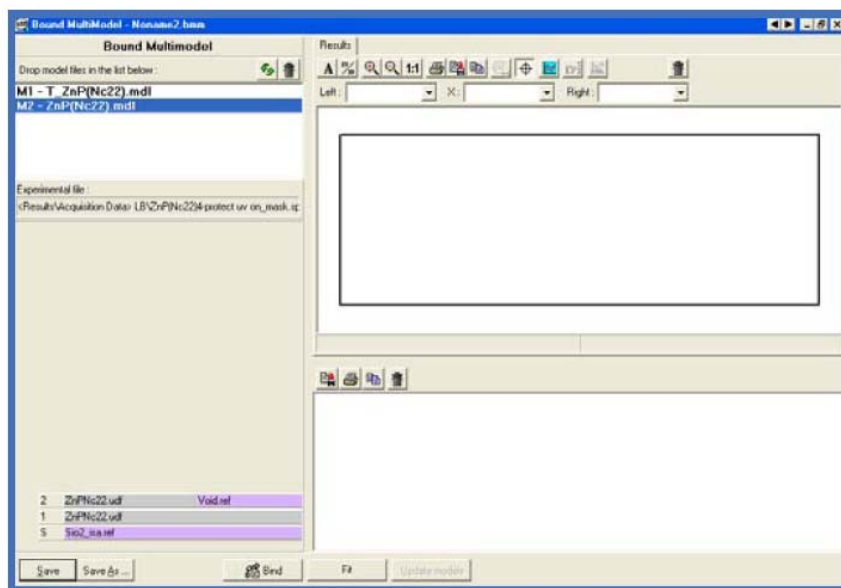 Bound MultiModel - Noname2.bmm
Bound Multimodel
Drop model files in the list below :
M1 - T_ZnP(Nc22).mdl
M2 - ZnP(Nc22).mdl
Experimental file :
<Results\Acquisition Data> LB\ZnP(Nc22)4-protect uv on_mask.sp
2 ZnPNc22.udf Void.ref
1 ZnPNc22.udf
S Sio2_isa.ref
Save Save As ... Bind
Results
A 1:1
Left : X : Right :
Fit Update models